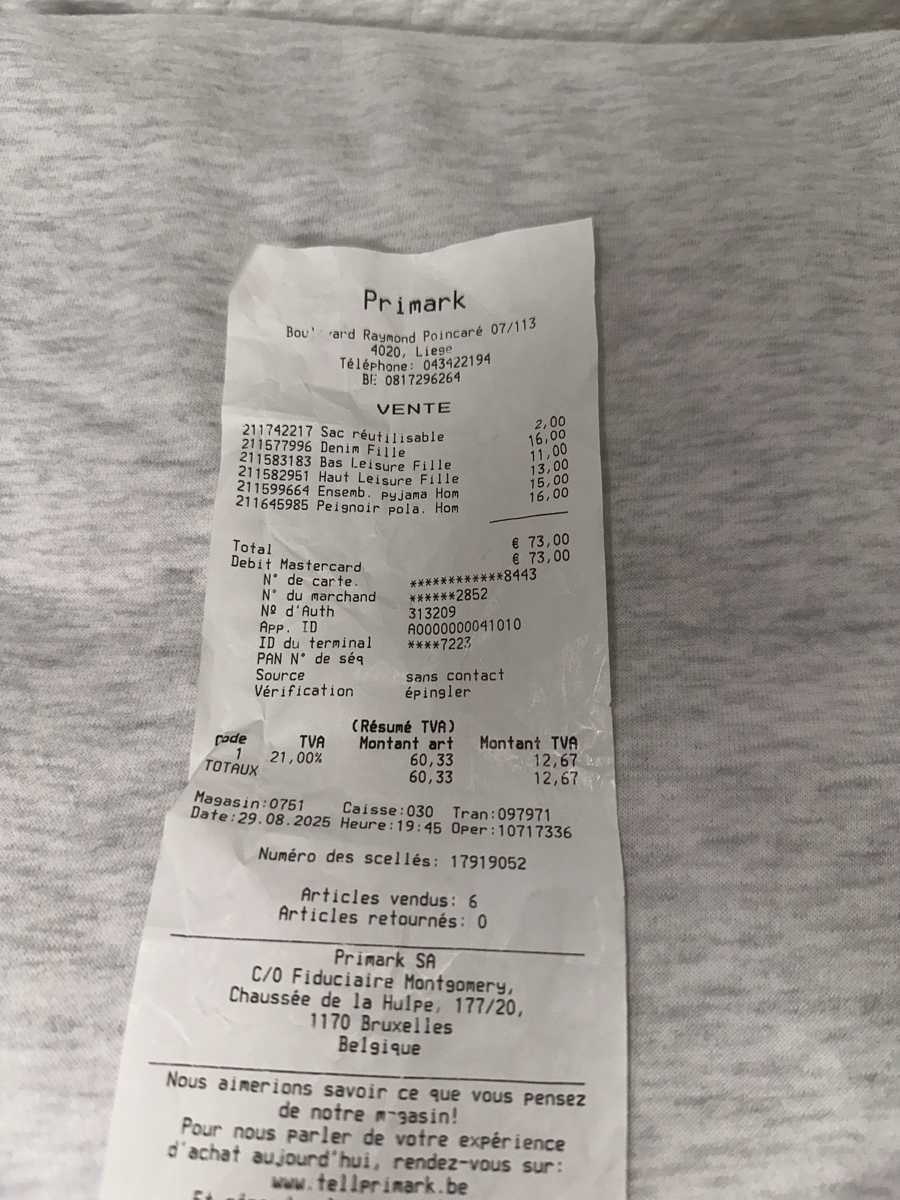 Primark
Raymond Poincaré 07/113
4020, Liege
Téléphone: 043422194
BE 0817296264
VENTE
211742217 Sac réutilisable 2,00
211577996 Denim Fille 16,00
211583183 Bas Leisure Fille 11,00
211582951 Haut Leisure Fille 13,00
211599664 Ensemb. pyjama Hom 15,00
211645985 Peignoir pola. Hom 16,00
Total € 73,00
Debit Mastercard € 73,00
N° de carte. ************8443
N° du marchand ******2852
Nº d'Auth 313209
App. ID A0000000041010
ID du terminal ****7223
PAN N° de séq
Source sans contact
Vérification épingler
(Résumé TVA)
code TVA Montant art Montant TVA
1 21,00% 60,33 12,67
TOTAUX 60,33 12,67
Magasin:0751 Caisse:030 Tran:097971
Date:29.08.2025 Heure:19:45 Oper:10717336
Numéro des scellés: 17919052
Articles vendus: 6
Articles retournés: 0
Primark SA
C/O Fiduciaire Montgomery,
Chaussée de la Hulpe, 177/20,
1170 Bruxelles
Belgique
Nous aimerions savoir ce que vous pensez
de notre magasin!
Pour nous parler de votre expérience
d'achat aujourd'hui, rendez-vous sur:
www.tellprimark.be